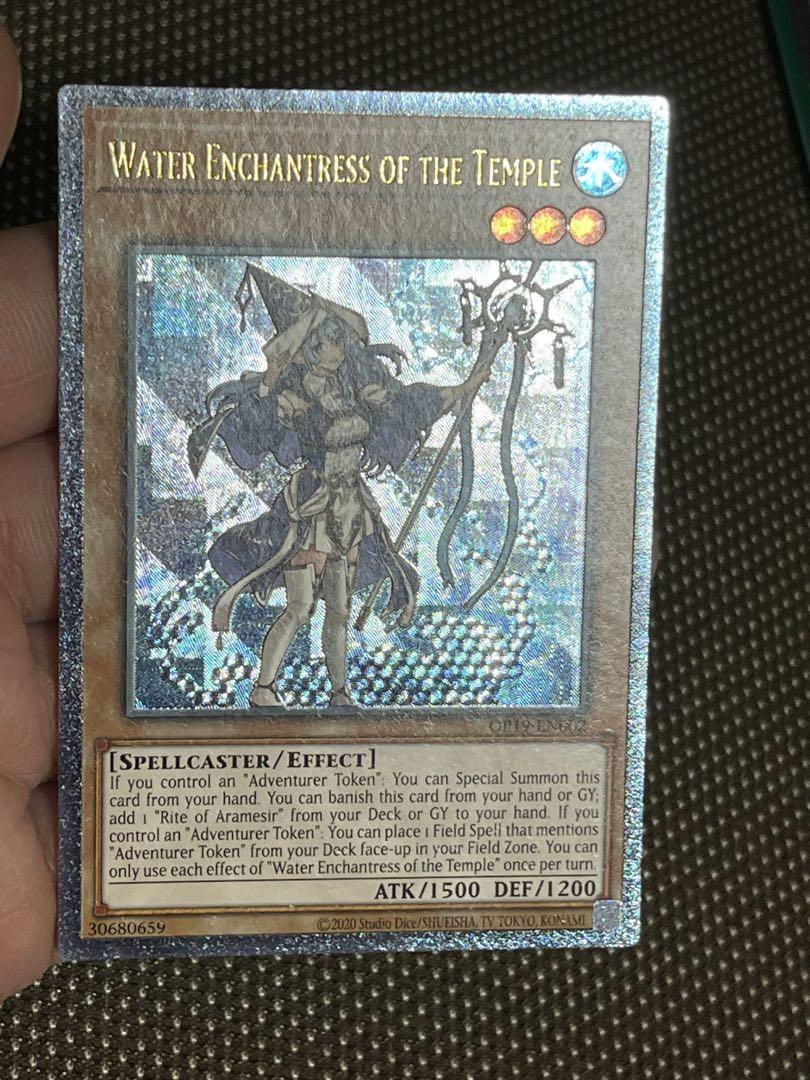 WATER ENCHANTRESS OF THE TEMPLE
OP19-EN002
[SPELLCASTER/EFFECT]
If you control an "Adventurer Token": You can Special Summon this
card from your hand. You can banish this card from your hand or GY;
add 1 "Rite of Aramesir" from your Deck or GY to your hand. If you
control an "Adventurer Token": You can place 1 Field Spell that mentions
"Adventurer Token" from your Deck face-up in your Field Zone. You can
only use each effect of "Water Enchantress of the Temple" once per turn.
ATK/1500 DEF/1200
30680659
©2020 Studio Dice/SHUEISHA, TV TOKYO, KONAMI